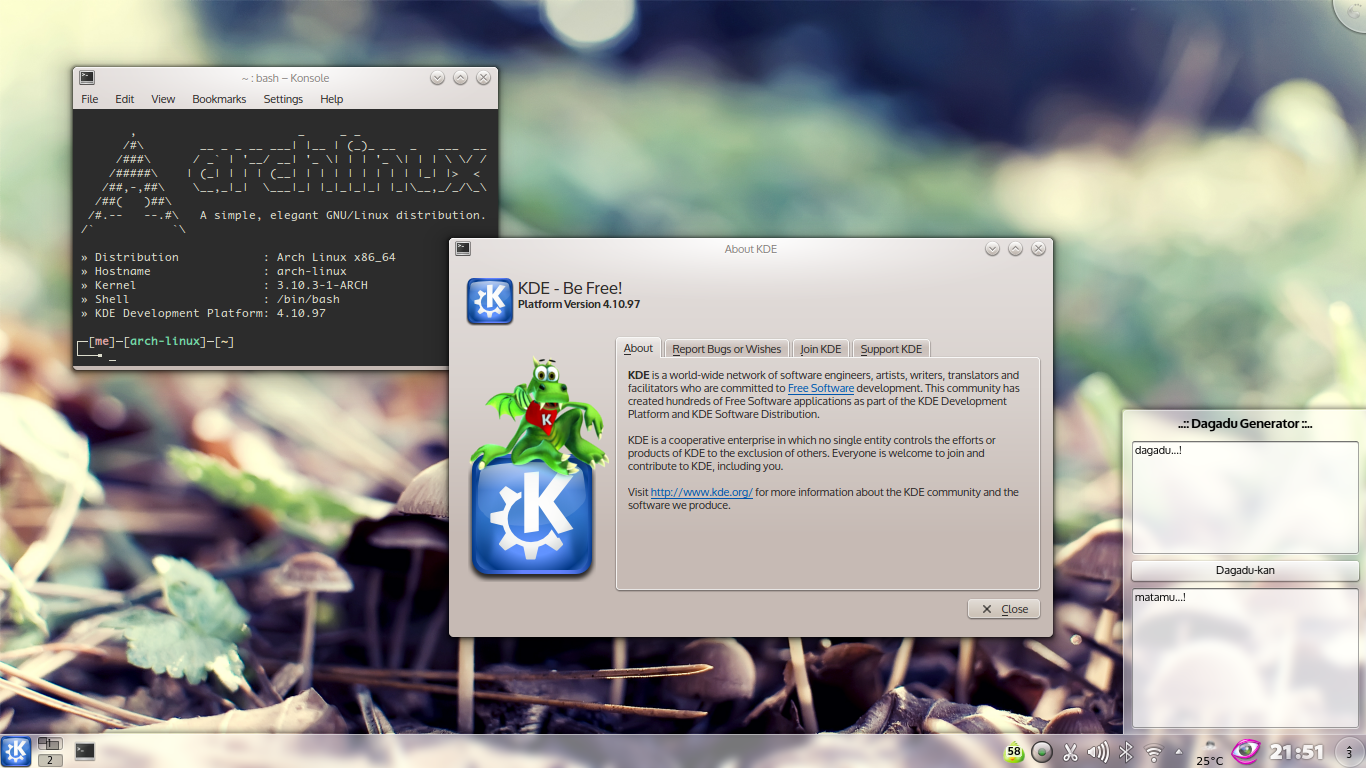 ~ : bash – Konsole
File Edit View Bookmarks Settings Help
A simple, elegant GNU/Linux distribution.
» Distribution : Arch Linux x86_64
» Hostname : arch-linux
» Kernel : 3.10.3-1-ARCH
» Shell : /bin/bash
» KDE Development Platform: 4.10.97
[me]–[arch-linux]–[~]
About KDE
KDE - Be Free!
Platform Version 4.10.97
About Report Bugs or Wishes Join KDE Support KDE
KDE is a world-wide network of software engineers, artists, writers, translators and
facilitators who are committed to Free Software development. This community has
created hundreds of Free Software applications as part of the KDE Development
Platform and KDE Software Distribution.
KDE is a cooperative enterprise in which no single entity controls the efforts or
products of KDE to the exclusion of others. Everyone is welcome to join and
contribute to KDE, including you.
Visit http://www.kde.org/ for more information about the KDE community and the
software we produce.
Close
..:: Dagadu Generator ::..
dagadu...!
Dagadu-kan
matamu...!
2
58
25°C
21:51
3